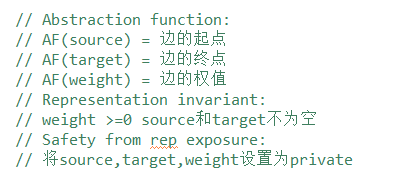 // Abstraction function:
// AF(source) = 边的起点
// AF(target) = 边的终点
// AF(weight) = 边的权值
// Representation invariant:
// weight >=0 source和target不为空
// Safety from rep exposure:
// 将source,target,weight设置为private